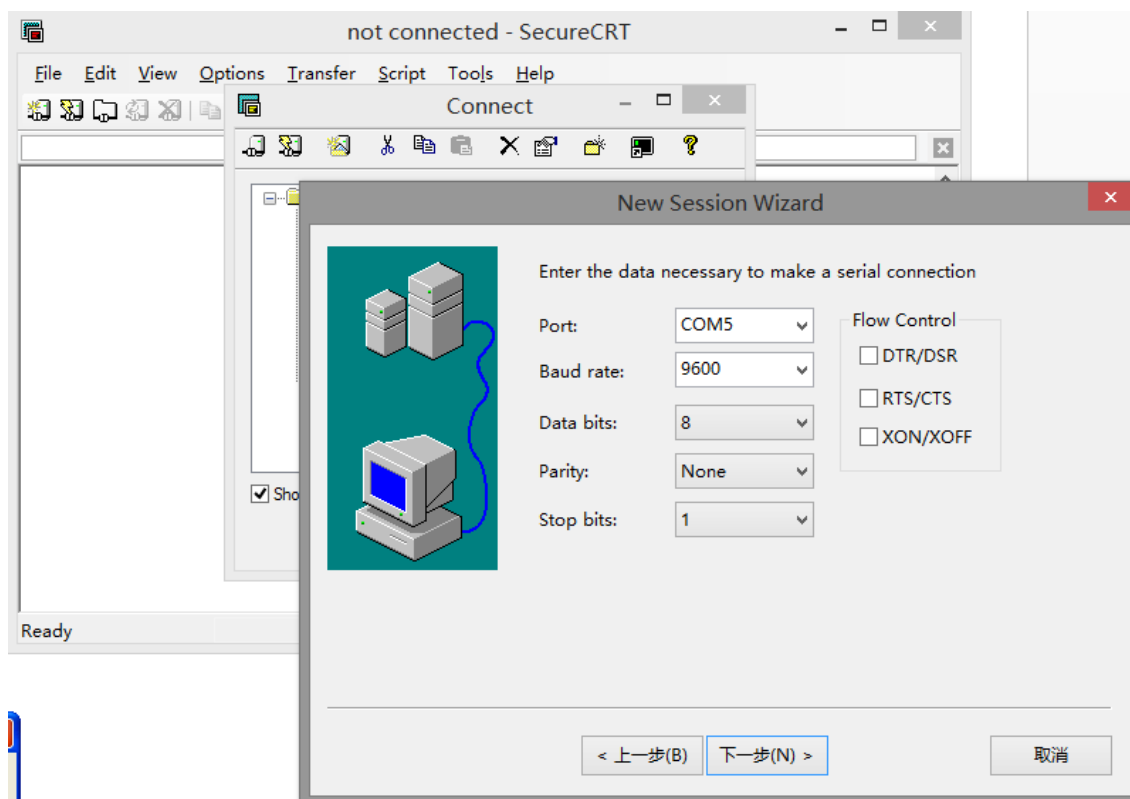 not connected - SecureCRT
File Edit View Options Transfer Script Tools Help
Connect
New Session Wizard
Enter the data necessary to make a serial connection
Port: COM5
Flow Control
DTR/DSR
Baud rate: 9600
RTS/CTS
Data bits: 8
XON/XOFF
Parity: None
Sho
Stop bits: 1
Ready
< 上一步(B) 下一步(N) > 取消